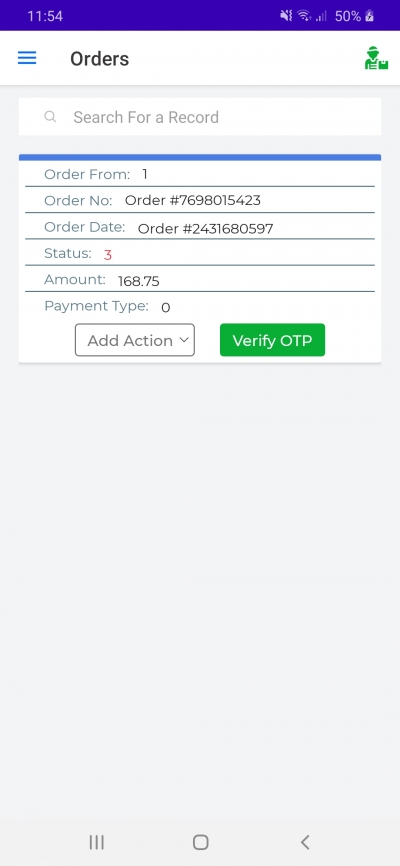 11:54 50%
Orders
Search For a Record
Order From: 1
Order No: Order #7698015423
Order Date: Order #2431680597
Status: 3
Amount: 168.75
Payment Type: 0
Add Action Verify OTP